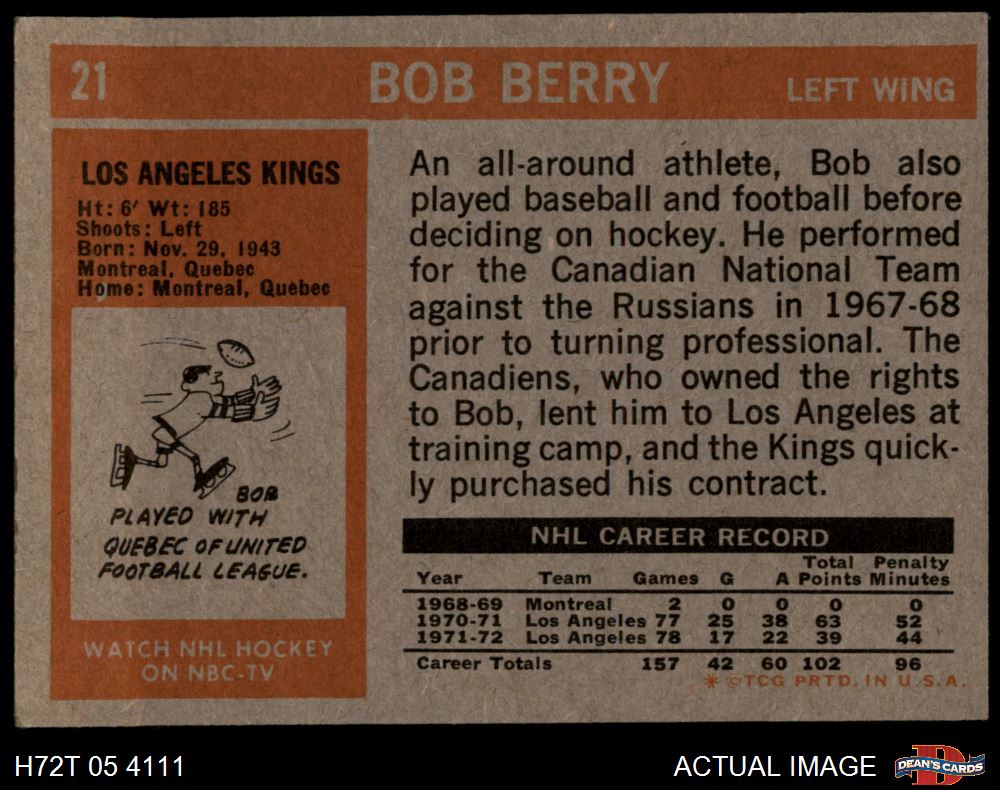 21 BOB BERRY LEFT WING
LOS ANGELES KINGS
Ht: 6' Wt: 185
Shoots: Left
Born: Nov. 29, 1943
Montreal, Quebec
Home: Montreal, Quebec
BOB
PLAYED WITH
QUEBEC OF UNITED
FOOTBALL LEAGUE.
WATCH NHL HOCKEY
ON NBC-TV
An all-around athlete, Bob also
played baseball and football before
deciding on hockey. He performed
for the Canadian National Team
against the Russians in 1967-68
prior to turning professional. The
Canadiens, who owned the rights
to Bob, lent him to Los Angeles at
training camp, and the Kings quick-
ly purchased his contract.
NHL CAREER RECORD
Total Penalty
Year Team Games G A Points Minutes
1968-69 Montreal 2 0 0 0 0
1970-71 Los Angeles 77 25 38 63 52
1971-72 Los Angeles 78 17 22 39 44
Career Totals 157 42 60 102 96
* © TCG PRTD. IN U.S.A.
H72T 05 4111 ACTUAL IMAGE
DEAN'S CARDS